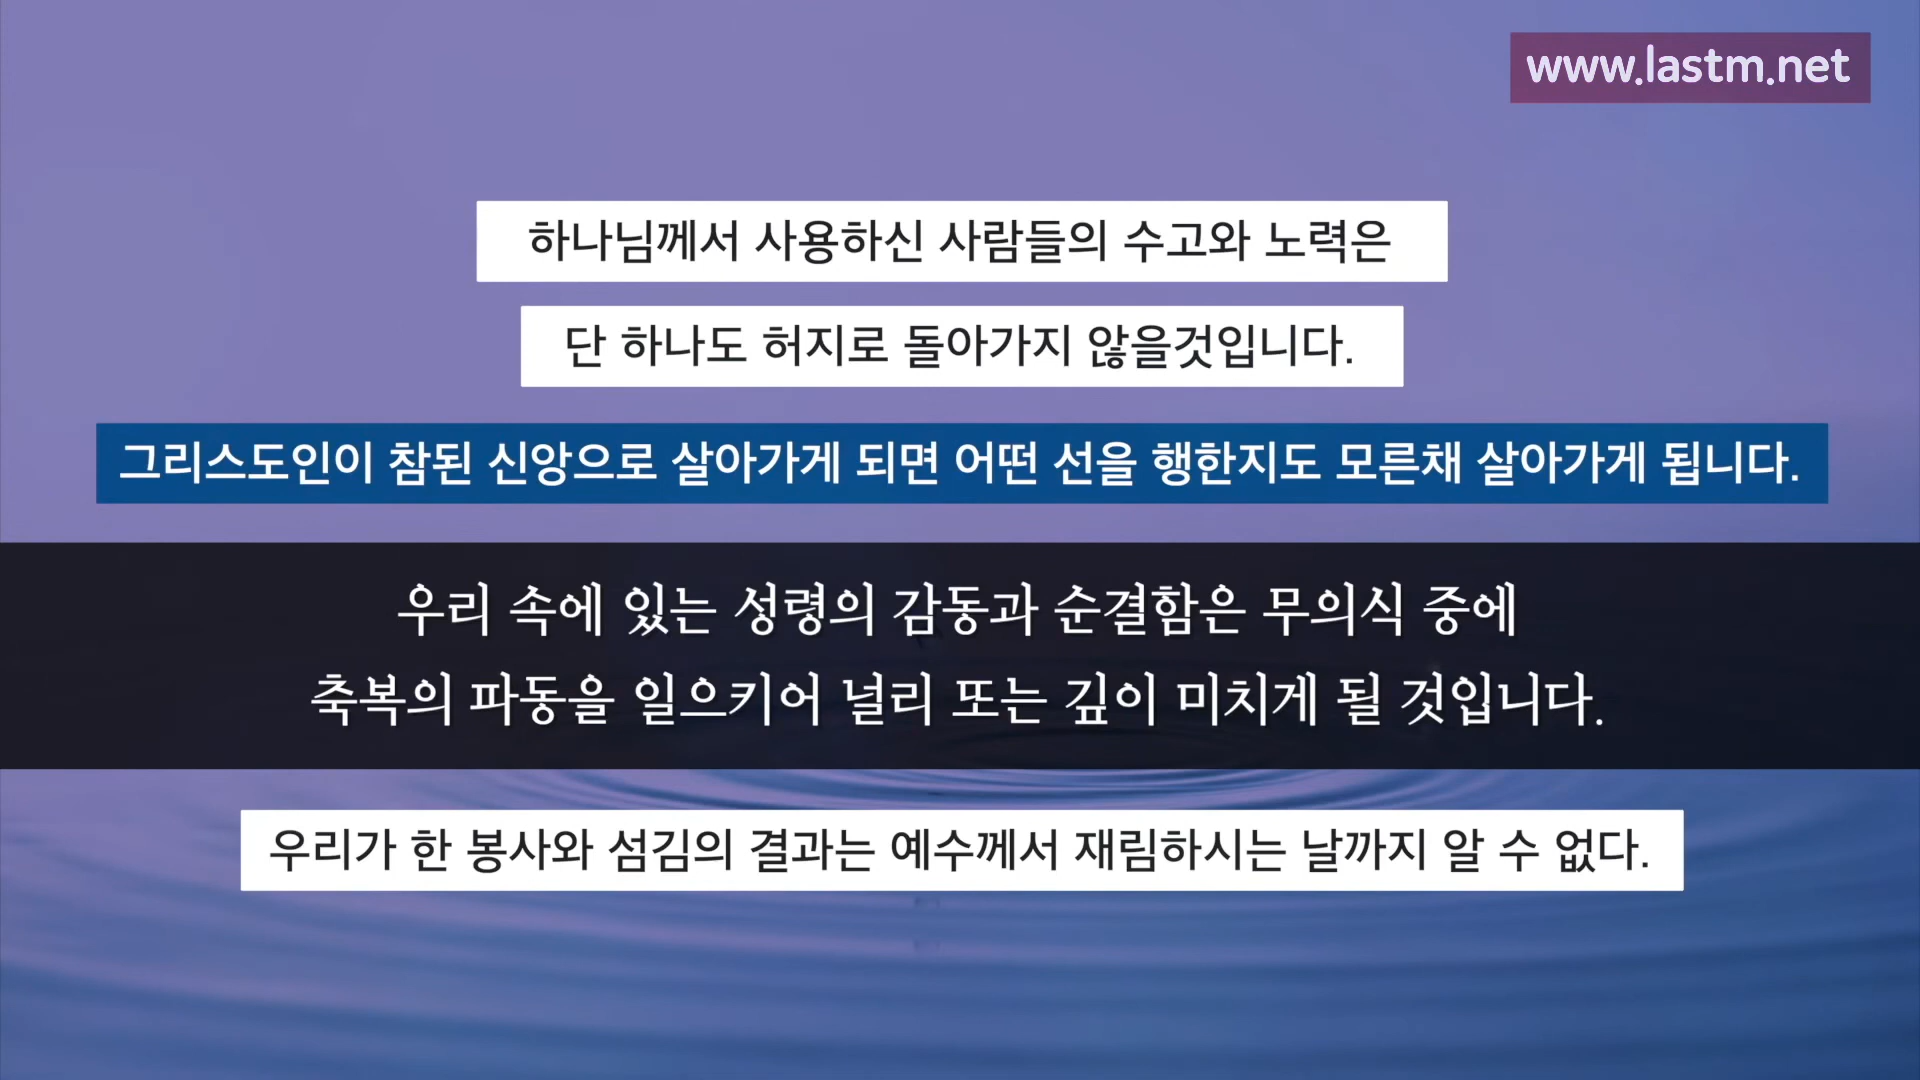 www.lastm.net
하나님께서 사용하신 사람들의 수고와 노력은
단 하나도 허지로 돌아가지 않을것입니다.
그리스도인이 참된 신앙으로 살아가게 되면 어떤 선을 행한지도 모른채 살아가게 됩니다.
우리 속에 있는 성령의 감동과 순결함은 무의식 중에
축복의 파동을 일으키어 널리 또는 깊이 미치게 될 것입니다.
우리가 한 봉사와 섬김의 결과는 예수께서 재림하시는 날까지 알 수 없다.